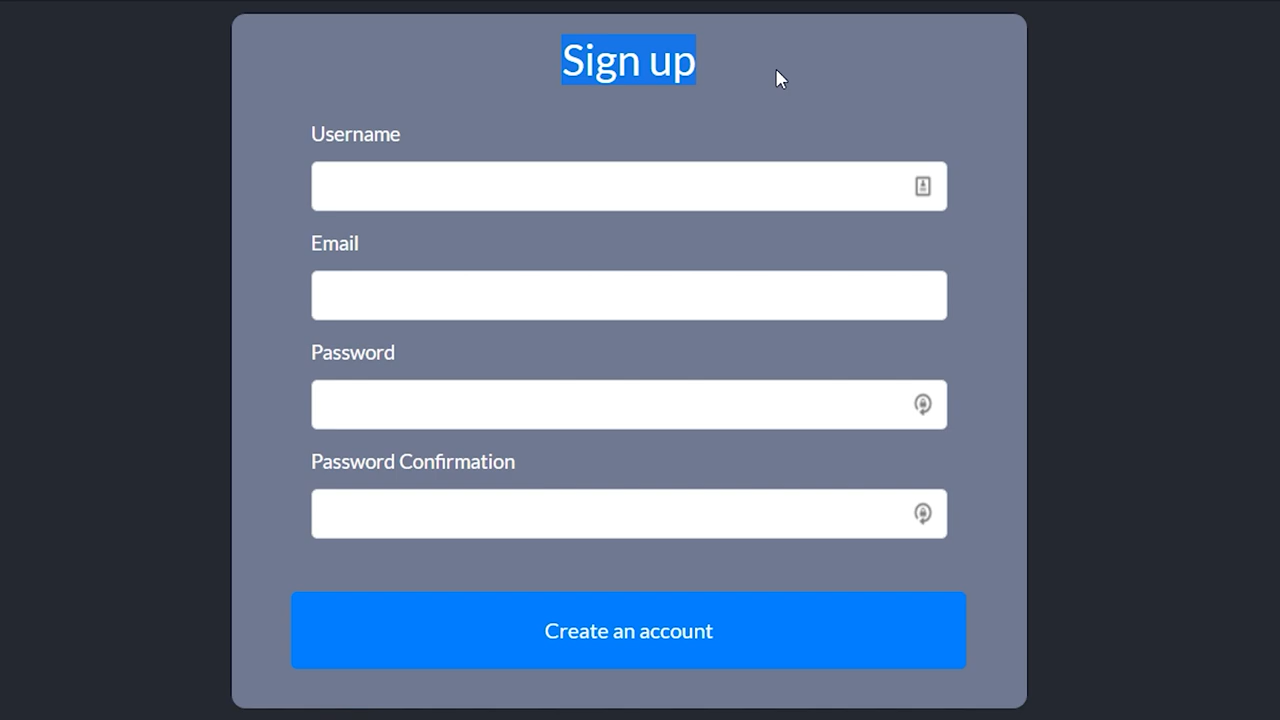 Sign up
Username
Email
Password
Password Confirmation
Create an account